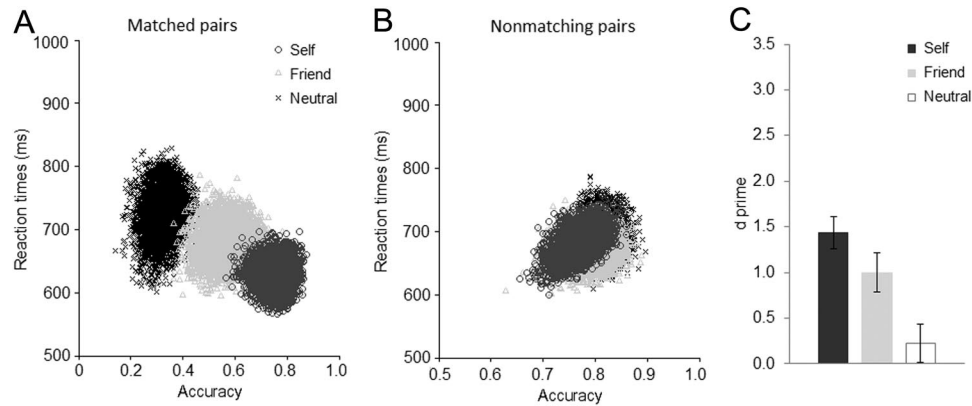 A
Matched pairs
Self
Friend
Neutral
Reaction times (ms)
1000
900
800
700
600
500
0
0.2
0.4
0.6
0.8
1.0
Accuracy
B
Nonmatching pairs
Reaction times (ms)
1000
900
800
700
600
500
0.5
0.6
0.7
0.8
0.9
1.0
Accuracy
C
Self
Friend
Neutral
d prime
3.5
3.0
2.5
2.0
1.5
1.0
0.5
0.0